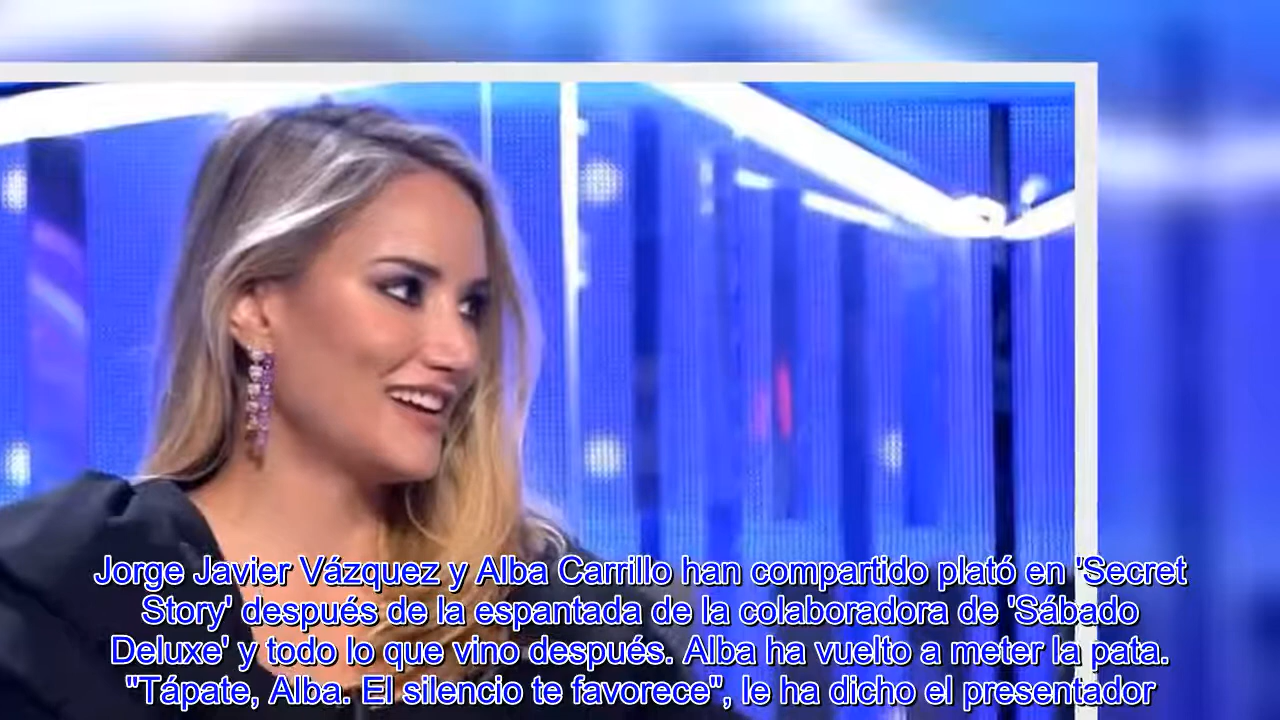 Jorge Javier Vázquez y Alba Carrillo han compartido plató en 'Secret
Story' después de la espantada de la colaboradora de 'Sábado
Deluxe' y todo lo que vino después. Alba ha vuelto a meter la pata.
"Tápate, Alba. El silencio te favorece", le ha dicho el presentador